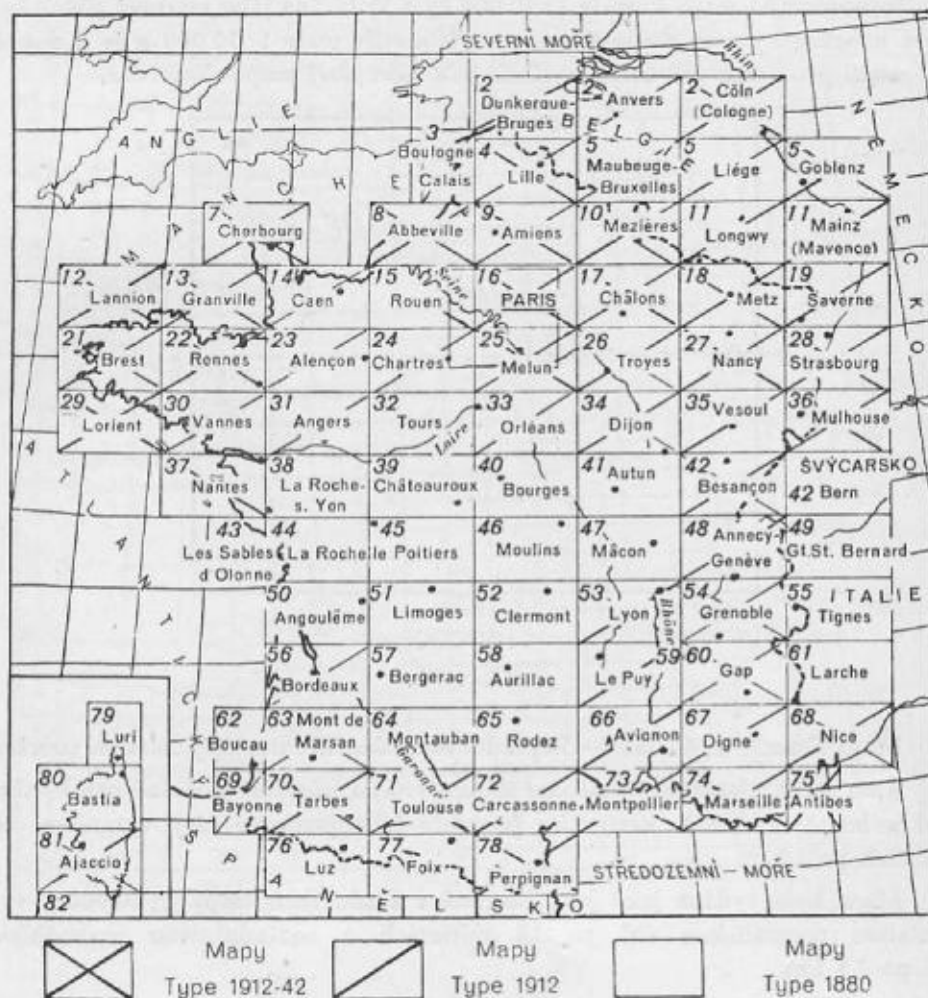 SEVERNÍ MOŘE
Rhin
2 2 2
Dunkerque- Anvers Cöln
Bruges (Cologne)
ANGLIE
BELGIE
NĚMECKO
3 4 5 5 5
Boulogne
Calais Lille Maubeuge-
Bruxelles Liége Goblenz
LA MANCHE
7 8 9 10 11 11
Cherbourg Abbeville Amiens Mezières Longwy Mainz
(Mavence)
12 13 14 15 16 17 18 19
Seine
Lannion Granville Caen Rouen PARIS Châlons Metz Saverne
21 22 23 24 25 26 27 28
Brest Rennes Alençon Chartres Melun Troyes Nancy Strasbourg
29 30 31 32 33 34 35 36
Lorient Vannes Angers Tours Orléans Dijon Vesoul Mulhouse
Loire
37 38 39 40 41 42 ŠVÝCARSKO
Nantes La Roche-
s. Yon Châteauroux Bourges Autun Besançon 42 Bern
43 44 45 46 47 48 49
Les Sables
d Olonne La Rochelle Poitiers Moulins Mâcon Annecy-
Genève Gt.St. Bernard
50 51 52 53 54 55 ITALIE
Angoulême Limoges Clermont Lyon Grenoble Tignes
Rhône
56 57 58 59 60 61
Bordeaux Bergerac Aurillac Le Puy Gap Larche
79 62 63 64 65 66 67 68
Luri Boucau Mont de
Marsan Montauban Rodez Avignon Digne Nice
Garonne
80 69 70 71 72 73 74 75
Bastia Bayonne Tarbes Toulouse Carcassonne Montpellier Marseille Antibes
81 76 77 78
Ajaccio Luz Foix Perpignan STŘEDOZEMNÍ – MOŘE
82
ŠPANĚLSKO
Mapy Mapy Mapy
Type 1912-42 Type 1912 Type 1880